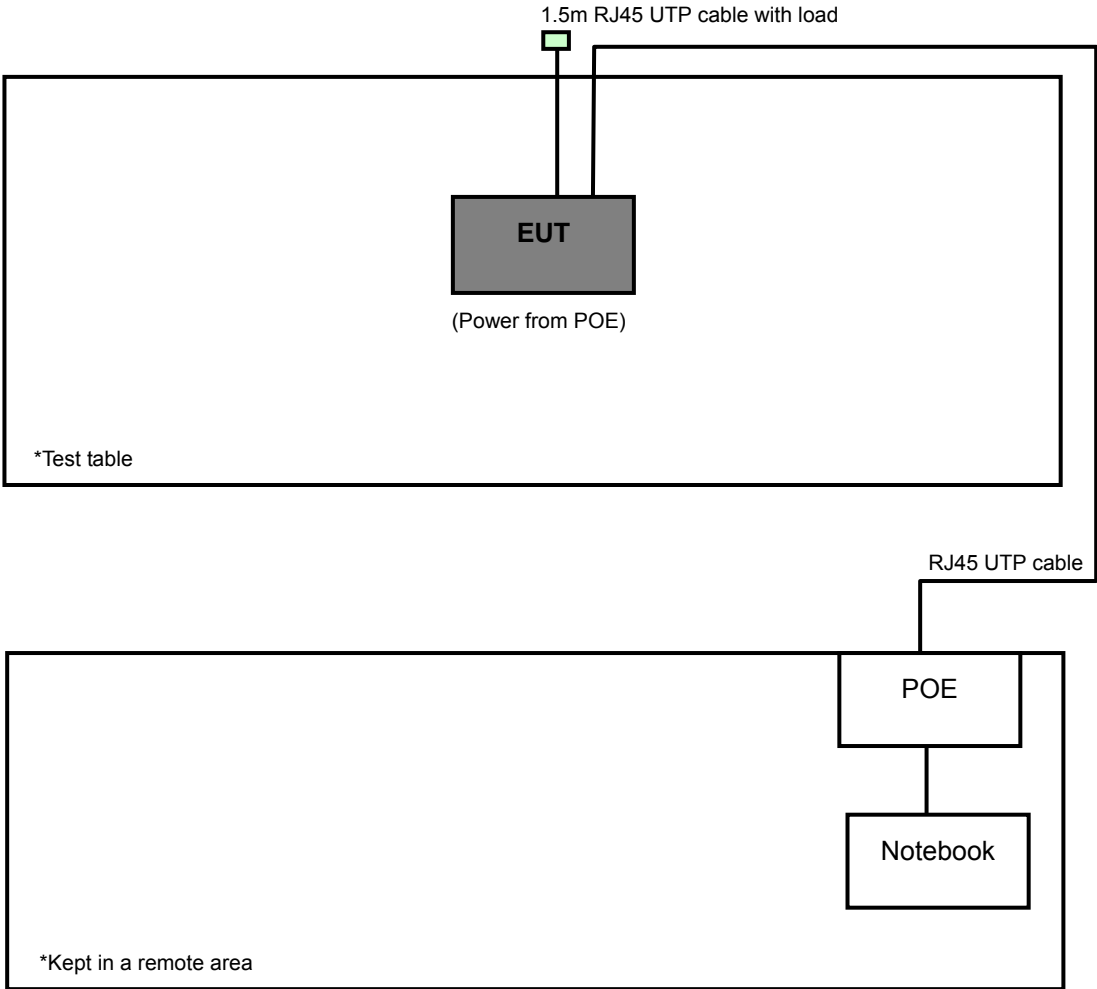 1.5m RJ45 UTP cable with load
EUT
(Power from POE)
*Test table
RJ45 UTP cable
POE
Notebook
*Kept in a remote area